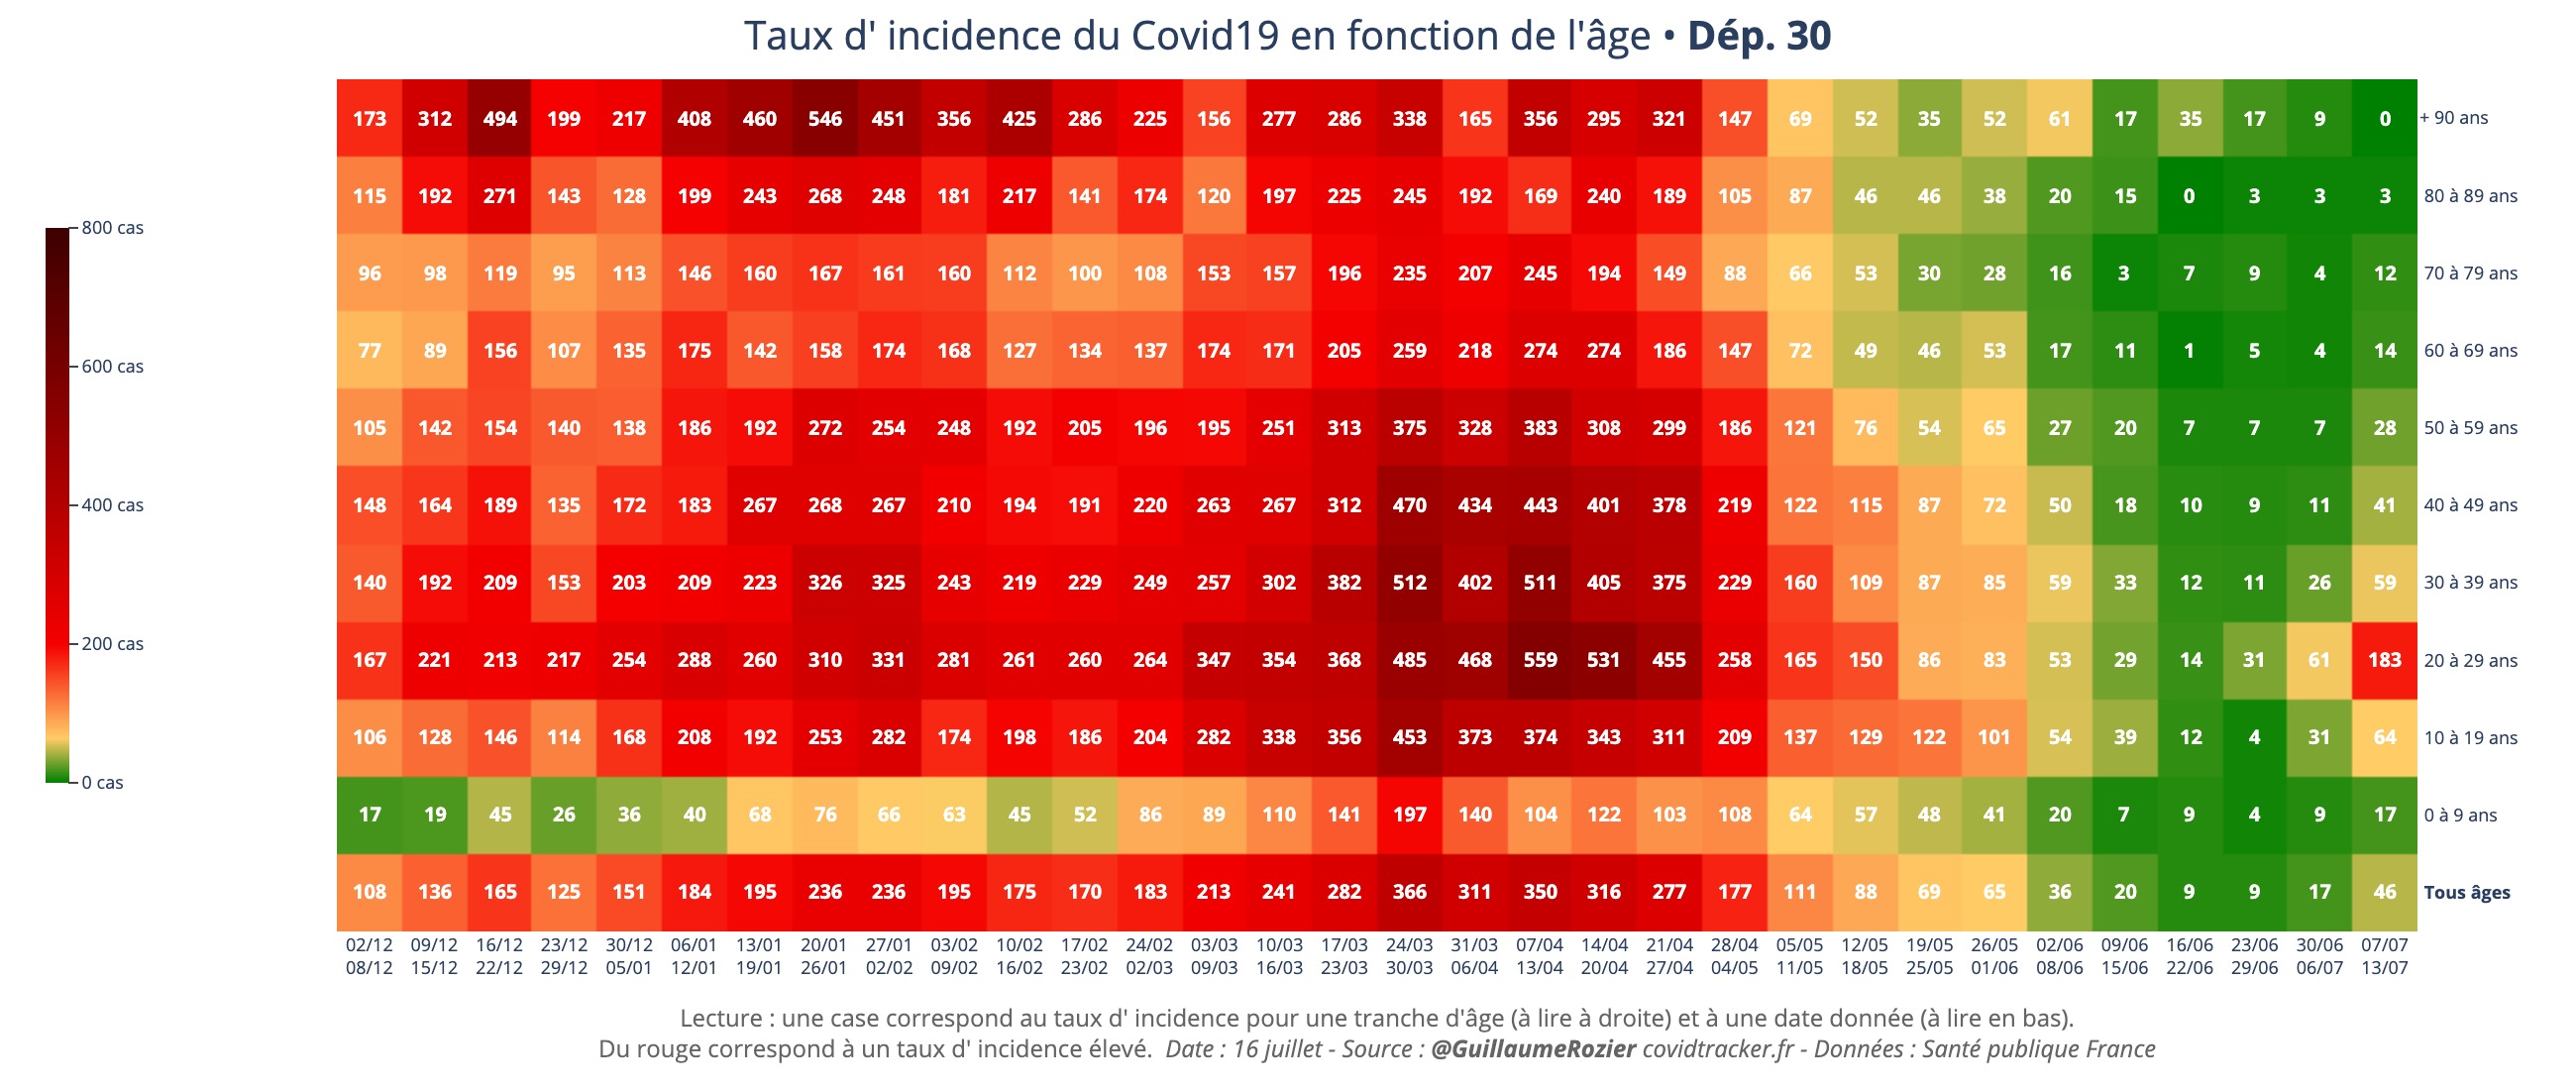 Taux d' incidence du Covid19 en fonction de l'âge • Dép. 30
800 cas
600 cas
400 cas
200 cas
0 cas
173 312 494 199 217 408 460 546 451 356 425 286 225 156 277 286 338 165 356 295 321 147 69 52 35 52 61 17 35 17 9 0 + 90 ans
115 192 271 143 128 199 243 268 248 181 217 141 174 120 197 225 245 192 169 240 189 105 87 46 46 38 20 15 0 3 3 3 80 à 89 ans
96 98 119 95 113 146 160 167 161 160 112 100 108 153 157 196 235 207 245 194 149 88 66 53 30 28 16 3 7 9 4 12 70 à 79 ans
77 89 156 107 135 175 142 158 174 168 127 134 137 174 171 205 259 218 274 274 186 147 72 49 46 53 17 11 1 5 4 14 60 à 69 ans
105 142 154 140 138 186 192 272 254 248 192 205 196 195 251 313 375 328 383 308 299 186 121 76 54 65 27 20 7 7 7 28 50 à 59 ans
148 164 189 135 172 183 267 268 267 210 194 191 220 263 267 312 470 434 443 401 378 219 122 115 87 72 50 18 10 9 11 41 40 à 49 ans
140 192 209 153 203 209 223 326 325 243 219 229 249 257 302 382 512 402 511 405 375 229 160 109 87 85 59 33 12 11 26 59 30 à 39 ans
167 221 213 217 254 288 260 310 331 281 261 260 264 347 354 368 485 468 559 531 455 258 165 150 86 83 53 29 14 31 61 183 20 à 29 ans
106 128 146 114 168 208 192 253 282 174 198 186 204 282 338 356 453 373 374 343 311 209 137 129 122 101 54 39 12 4 31 64 10 à 19 ans
17 19 45 26 36 40 68 76 66 63 45 52 86 89 110 141 197 140 104 122 103 108 64 57 48 41 20 7 9 4 9 17 0 à 9 ans
108 136 165 125 151 184 195 236 236 195 175 170 183 213 241 282 366 311 350 316 277 177 111 88 69 65 36 20 9 9 17 46 Tous âges
02/12 09/12 16/12 23/12 30/12 06/01 13/01 20/01 27/01 03/02 10/02 17/02 24/02 03/03 10/03 17/03 24/03 31/03 07/04 14/04 21/04 28/04 05/05 12/05 19/05 26/05 02/06 09/06 16/06 23/06 30/06 07/07
08/12 15/12 22/12 29/12 05/01 12/01 19/01 26/01 02/02 09/02 16/02 23/02 02/03 09/03 16/03 23/03 30/03 06/04 13/04 20/04 27/04 04/05 11/05 18/05 25/05 01/06 08/06 15/06 22/06 29/06 06/07 13/07
Lecture : une case correspond au taux d' incidence pour une tranche d'âge (à lire à droite) et à une date donnée (à lire en bas).
Du rouge correspond à un taux d' incidence élevé. Date : 16 juillet - Source : @GuillaumeRozier covidtracker.fr - Données : Santé publique France